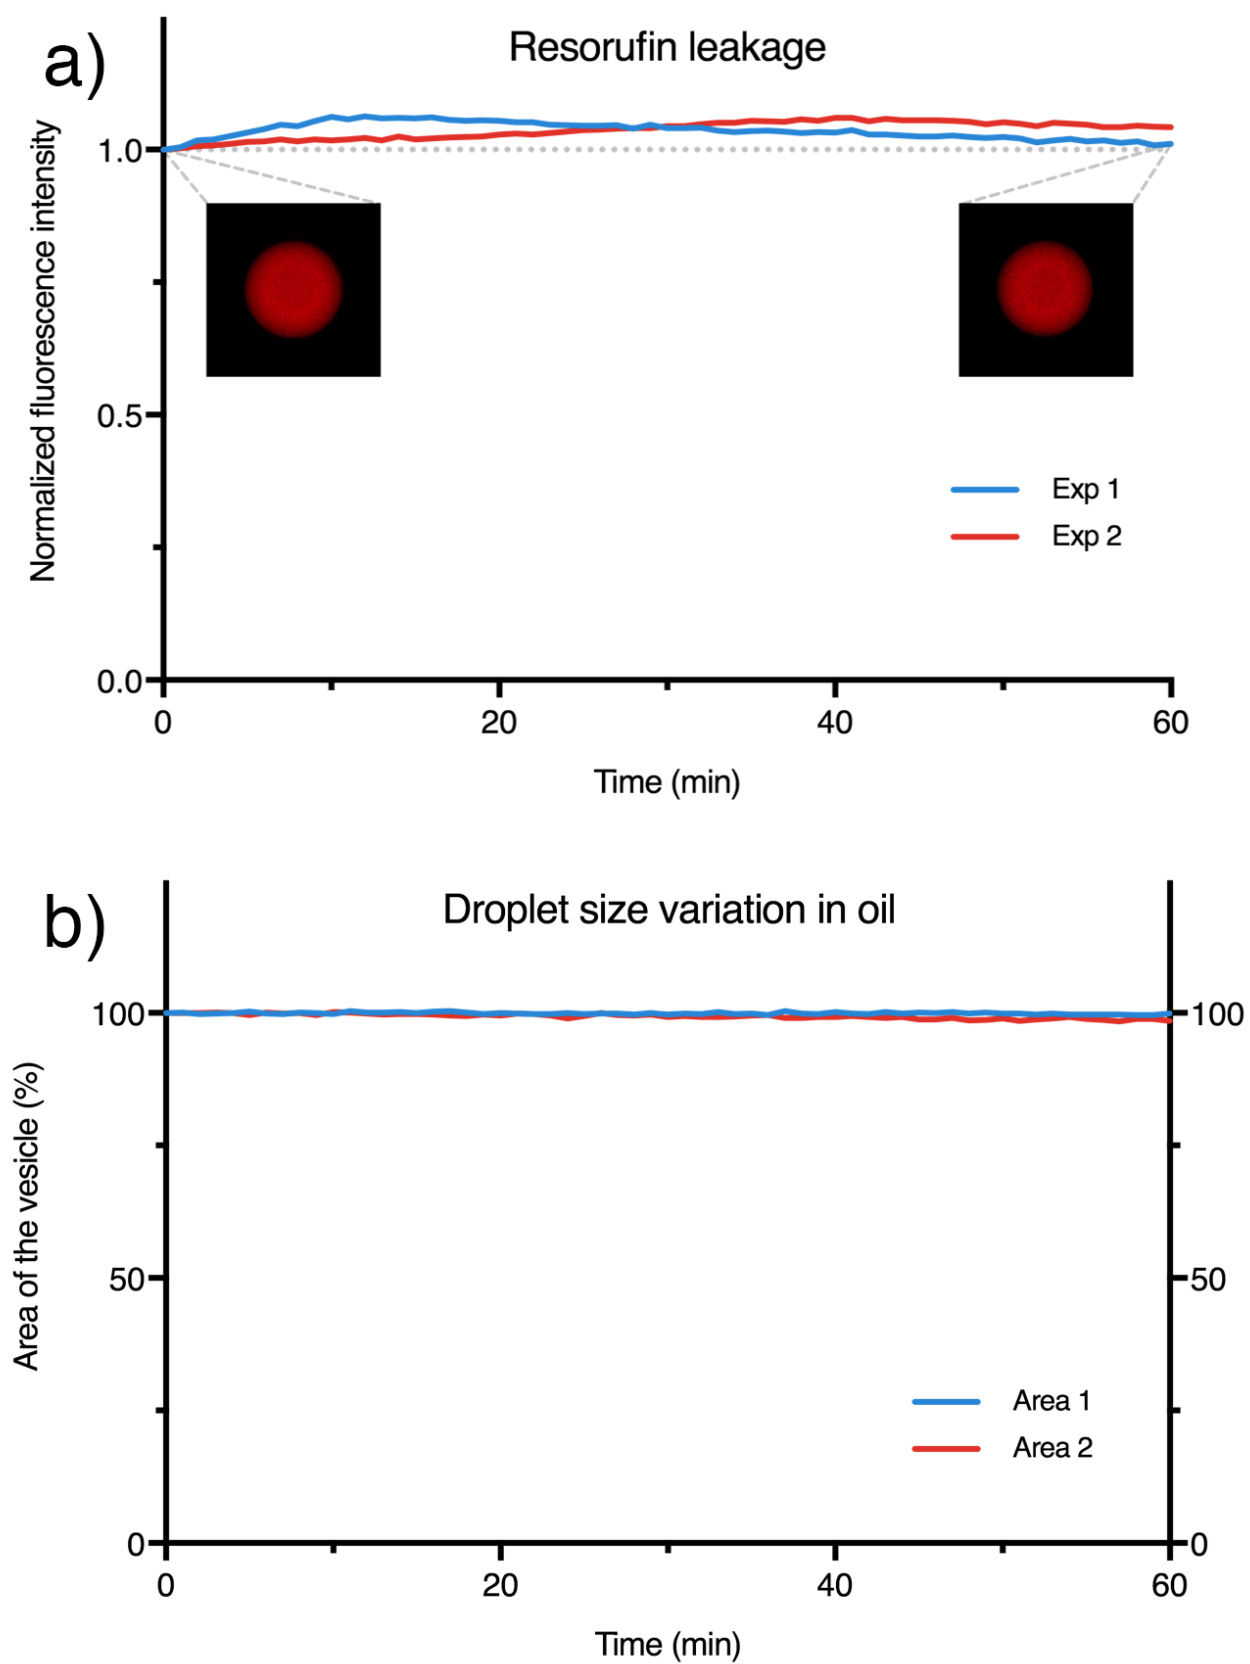 a)
Resorufin leakage
Normalized fluorescence intensity
1.0
0.5
0.0
Exp 1
Exp 2
0 20 40 60
Time (min)
b)
Droplet size variation in oil
Area of the vesicle (%)
100 100
50 50
Area 1
Area 2
0 0
0 20 40 60
Time (min)